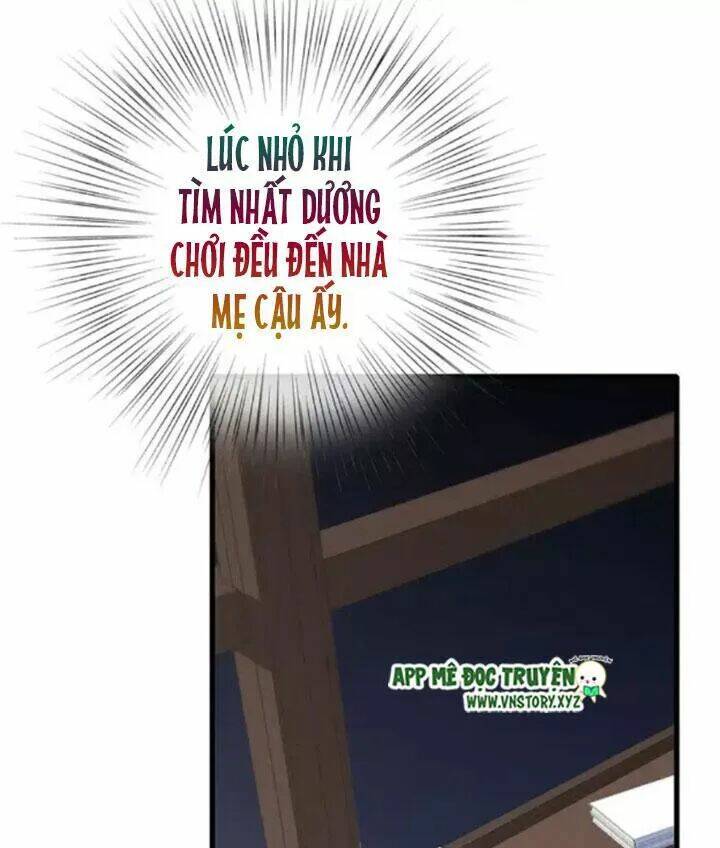 LÚC NHỎ KHI
TÌM NHẤT DƯƠNG
CHƠI ĐỀU ĐẾN NHÀ
MẸ CẬU ẤY.
APP MÊ ĐỌC TRUYỆN
WWW.VNSTORY.XYZ